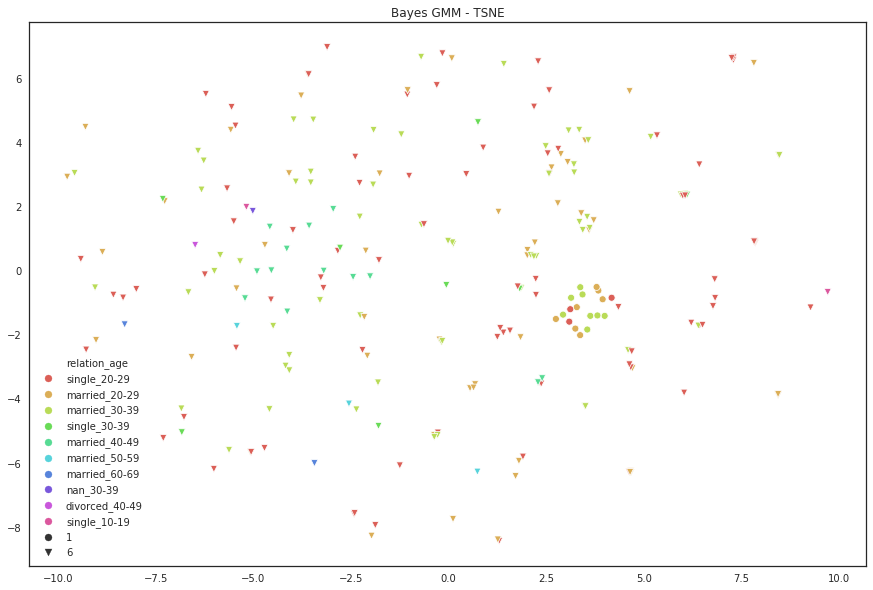 Bayes GMM - TSNE
6
4
2
0
−2
−4
−6
−8
relation_age
single_20-29
married_20-29
married_30-39
single_30-39
married_40-49
married_50-59
married_60-69
nan_30-39
divorced_40-49
single_10-19
1
6
−10.0 −7.5 −5.0 −2.5 0.0 2.5 5.0 7.5 10.0